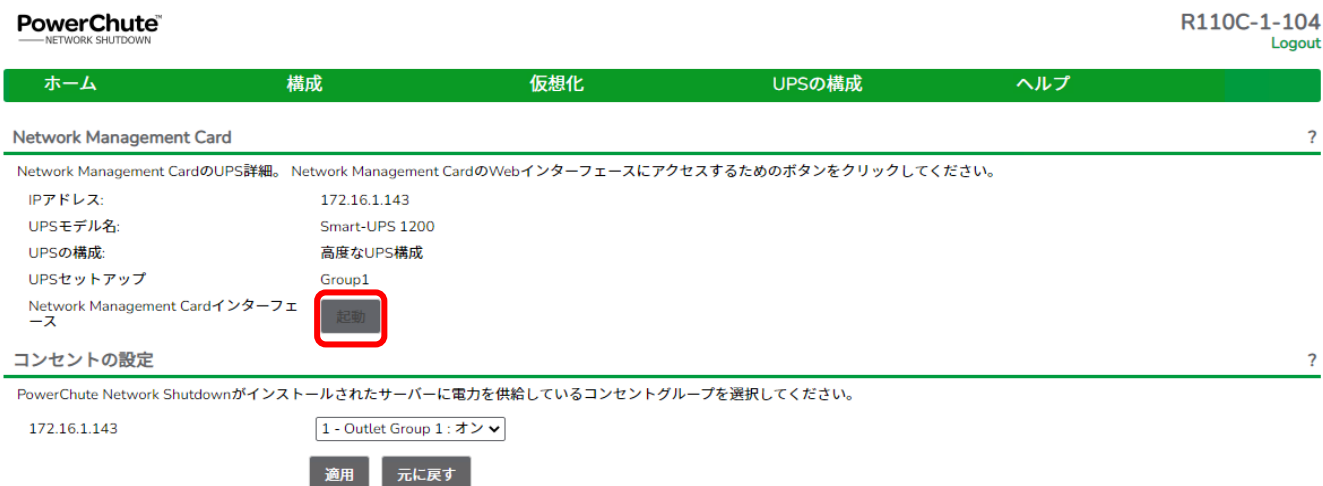 PowerChute™
NETWORK SHUTDOWN
R110C-1-104
Logout
ホーム 構成 仮想化 UPSの構成 ヘルプ
Network Management Card ?
Network Management CardのUPS詳細。 Network Management CardのWebインターフェースにアクセスするためのボタンをクリックしてください。
IPアドレス: 172.16.1.143
UPSモデル名: Smart-UPS 1200
UPSの構成: 高度なUPS構成
UPSセットアップ Group1
Network Management Cardインターフェ
ース
起動
コンセントの設定 ?
PowerChute Network Shutdownがインストールされたサーバーに電力を供給しているコンセントグループを選択してください。
172.16.1.143 1 - Outlet Group 1 : オン
適用 元に戻す